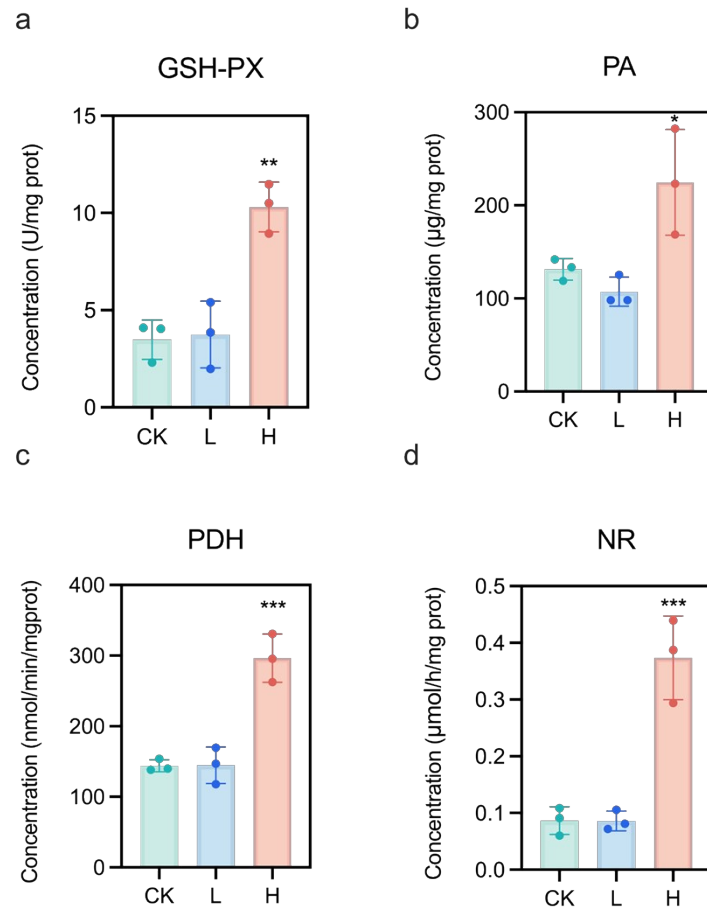 a
GSH-PX
Concentration (U/mg prot)
15
10
5
0
**
CK L H
b
PA
Concentration (μg/mg prot)
300
200
100
0
*
CK L H
c
PDH
Concentration (nmol/min/mgprot)
400
300
200
100
0
***
CK L H
d
NR
Concentration (μmol/h/mg prot)
0.5
0.4
0.3
0.2
0.1
0.0
***
CK L H